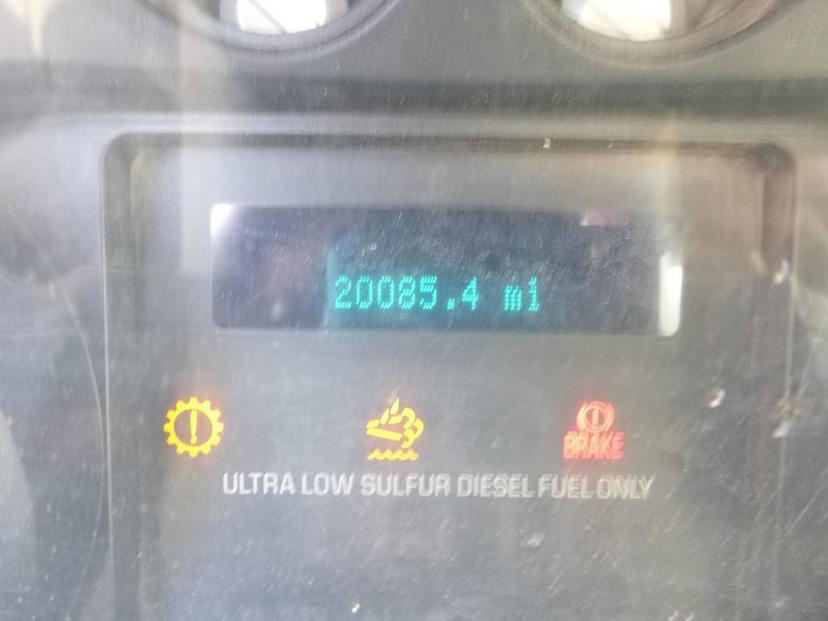 20085.4 mi
BRAKE
ULTRA LOW SULFUR DIESEL FUEL ONLY